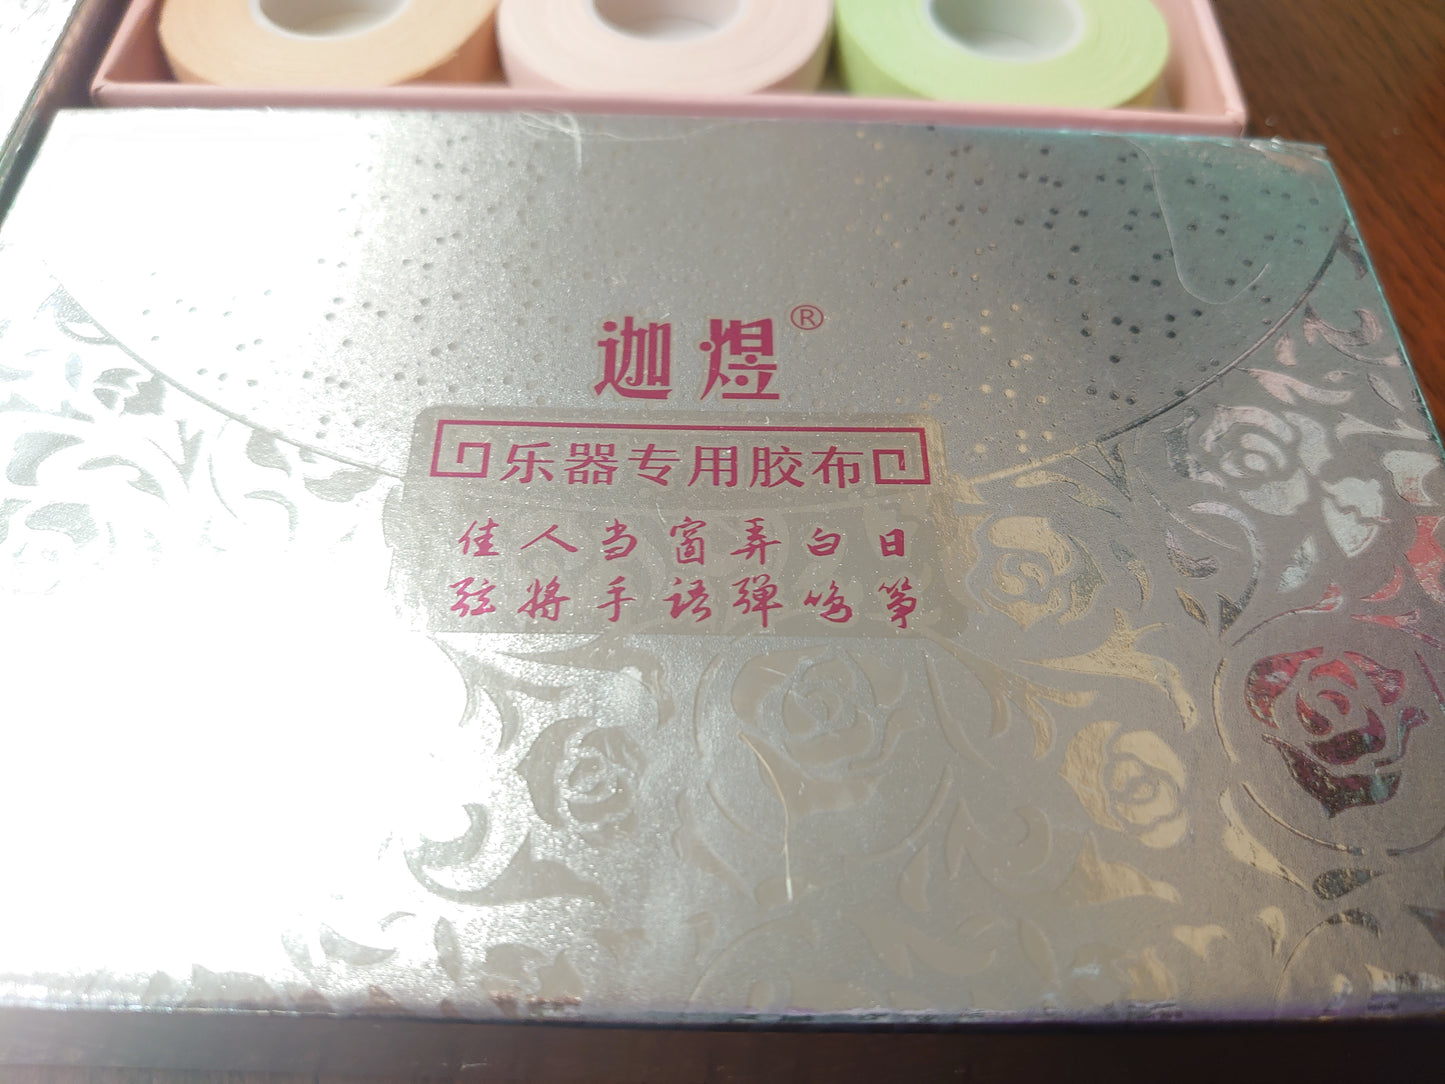 迦煜®
乐器专用胶布
佳人当窗弄白日
弦将手语弹鸣筝